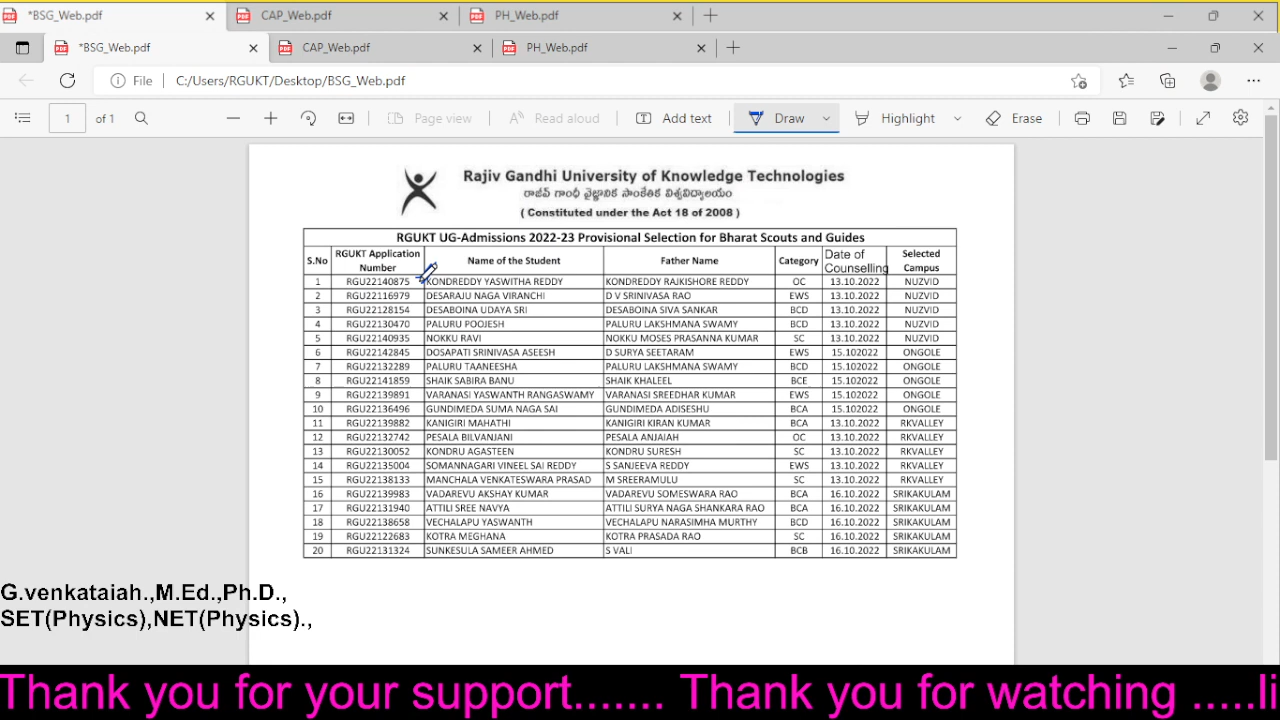 *BSG_Web.pdf CAP_Web.pdf PH_Web.pdf
*BSG_Web.pdf CAP_Web.pdf PH_Web.pdf
File C:/Users/RGUKT/Desktop/BSG_Web.pdf
1 of 1 Page view Read aloud Add text Draw Highlight Erase
Rajiv Gandhi University of Knowledge Technologies
రాజీవ్ గాంధీ వైజ్ఞానిక సాంకేతిక విశ్వవిద్యాలయం
( Constituted under the Act 18 of 2008 )
RGUKT UG-Admissions 2022-23 Provisional Selection for Bharat Scouts and Guides
S.No RGUKT Application Number Name of the Student Father Name Category Date of Counselling Selected Campus
1 RGU22140875 KONDREDDY YASWITHA REDDY KONDREDDY RAJKISHORE REDDY OC 13.10.2022 NUZVID
2 RGU22116979 DESARAJU NAGA VIRANCHI D V SRINIVASA RAO EWS 13.10.2022 NUZVID
3 RGU22128154 DESABOINA UDAYA SRI DESABOINA SIVA SANKAR BCD 13.10.2022 NUZVID
4 RGU22130470 PALURU POOJESH PALURU LAKSHMANA SWAMY BCD 13.10.2022 NUZVID
5 RGU22140935 NOKKU RAVI NOKKU MOSES PRASANNA KUMAR SC 13.10.2022 NUZVID
6 RGU22142845 DOSAPATI SRINIVASA ASEESH D SURYA SEETARAM EWS 15.102022 ONGOLE
7 RGU22132289 PALURU TAANEESHA PALURU LAKSHMANA SWAMY BCD 15.102022 ONGOLE
8 RGU22141859 SHAIK SABIRA BANU SHAIK KHALEEL BCE 15.102022 ONGOLE
9 RGU22139891 VARANASI YASWANTH RANGASWAMY VARANASI SREEDHAR KUMAR EWS 15.102022 ONGOLE
10 RGU22136496 GUNDIMEDA SUMA NAGA SAI GUNDIMEDA ADISESHU BCA 15.102022 ONGOLE
11 RGU22139882 KANIGIRI MAHATHI KANIGIRI KIRAN KUMAR BCA 13.10.2022 RKVALLEY
12 RGU22132742 PESALA BILVANJANI PESALA ANJAIAH OC 13.10.2022 RKVALLEY
13 RGU22130052 KONDRU AGASTEEN KONDRU SURESH SC 13.10.2022 RKVALLEY
14 RGU22135004 SOMANNAGARI VINEEL SAI REDDY S SANJEEVA REDDY EWS 13.10.2022 RKVALLEY
15 RGU22138133 MANCHALA VENKATESWARA PRASAD M SREERAMULU SC 13.10.2022 RKVALLEY
16 RGU22139983 VADAREVU AKSHAY KUMAR VADAREVU SOMESWARA RAO BCA 16.10.2022 SRIKAKULAM
17 RGU22131940 ATTILI SREE NAVYA ATTILI SURYA NAGA SHANKARA RAO BCA 16.10.2022 SRIKAKULAM
18 RGU22138658 VECHALAPU YASWANTH VECHALAPU NARASIMHA MURTHY BCD 16.10.2022 SRIKAKULAM
19 RGU22122683 KOTRA MEGHANA KOTRA PRASADA RAO SC 16.10.2022 SRIKAKULAM
20 RGU22131324 SUNKESULA SAMEER AHMED S VALI BCB 16.10.2022 SRIKAKULAM
G.venkataiah.,M.Ed.,Ph.D.,
SET(Physics),NET(Physics).,
Thank you for your support....... Thank you for watching .....li